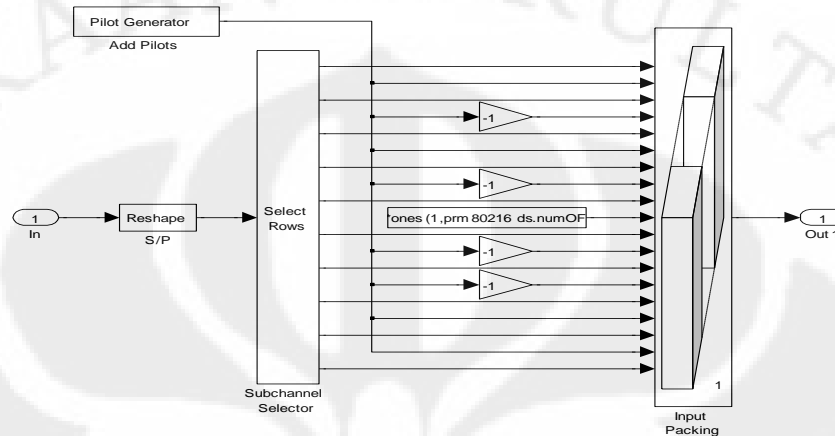 Pilot Generator
Add Pilots
-1
-1
1
In
Reshape
S/P
Select
Rows
ones (1,prm 80216 ds.numOF
-1
-1
Subchannel
Selector
1
Input
Packing
1
Out 1